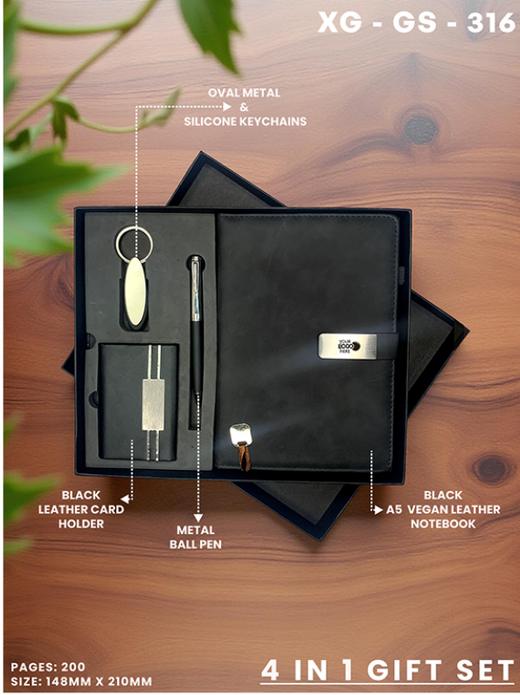 XG - GS - 316
OVAL METAL
&
SILICONE KEYCHAINS
YOUR
LOGO
HERE
BLACK
LEATHER CARD
HOLDER
METAL
BALL PEN
BLACK
A5 VEGAN LEATHER
NOTEBOOK
PAGES: 200
SIZE: 148MM X 210MM
4 IN 1 GIFT SET